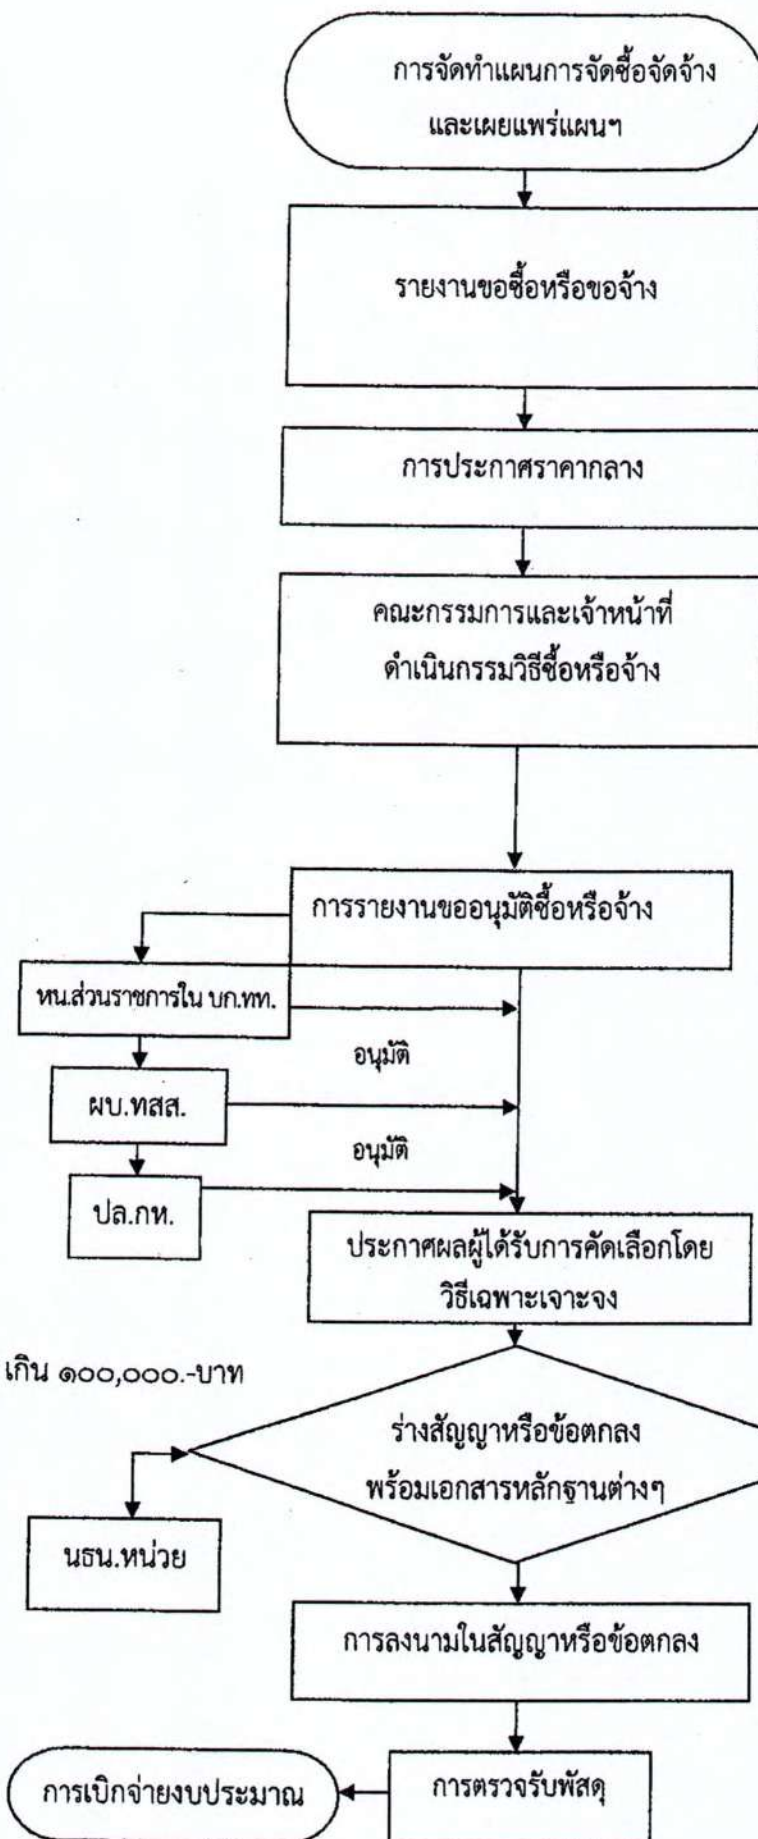 การจัดทำแผนการจัดซื้อจัดจ้าง
และเผยแพร่แผนฯ
รายงานขอซื้อหรือขอจ้าง
การประกาศราคากลาง
คณะกรรมการและเจ้าหน้าที่
ดำเนินกรรมวิธีซื้อหรือจ้าง
การรายงานขออนุมัติซื้อหรือจ้าง
หน.ส่วนราชการใน บก.ทท.
อนุมัติ
ผบ.ทสส.
อนุมัติ
ปล.กห.
ประกาศผลผู้ได้รับการคัดเลือกโดย
วิธีเฉพาะเจาะจง
เกิน ๑๐๐,๐๐๐.-บาท
ร่างสัญญาหรือข้อตกลง
พร้อมเอกสารหลักฐานต่างๆ
นธน.หน่วย
การลงนามในสัญญาหรือข้อตกลง
การตรวจรับพัสดุ
การเบิกจ่ายงบประมาณ